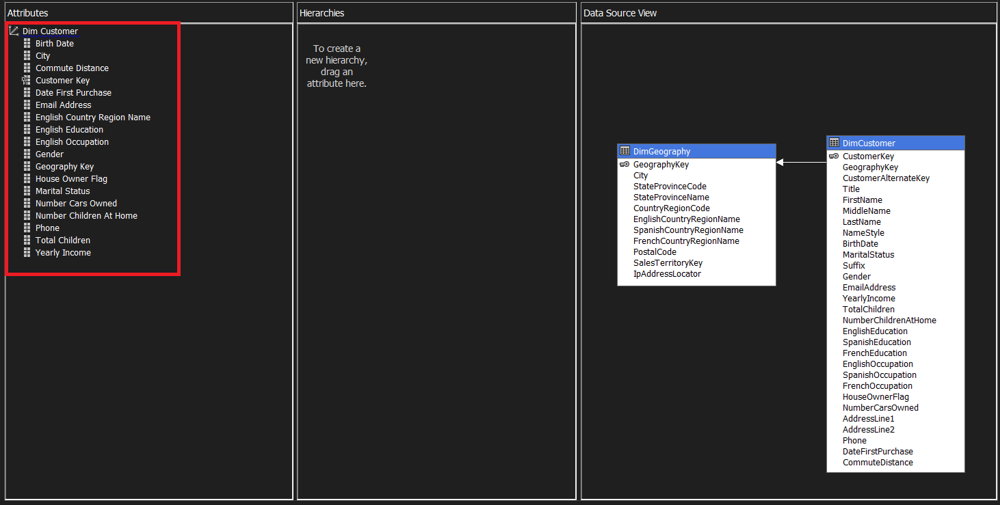 Attributes
Dim Customer
Birth Date
City
Commute Distance
Customer Key
Date First Purchase
Email Address
English Country Region Name
English Education
English Occupation
Gender
Geography Key
House Owner Flag
Marital Status
Number Cars Owned
Number Children At Home
Phone
Total Children
Yearly Income
Hierarchies
To create a
new hierarchy,
drag an
attribute here.
Data Source View
DimGeography
GeographyKey
City
StateProvinceCode
StateProvinceName
CountryRegionCode
EnglishCountryRegionName
SpanishCountryRegionName
FrenchCountryRegionName
PostalCode
SalesTerritoryKey
IpAddressLocator
DimCustomer
CustomerKey
GeographyKey
CustomerAlternateKey
Title
FirstName
MiddleName
LastName
NameStyle
BirthDate
MaritalStatus
Suffix
Gender
EmailAddress
YearlyIncome
TotalChildren
NumberChildrenAtHome
EnglishEducation
SpanishEducation
FrenchEducation
EnglishOccupation
SpanishOccupation
FrenchOccupation
HouseOwnerFlag
NumberCarsOwned
AddressLine1
AddressLine2
Phone
DateFirstPurchase
CommuteDistance